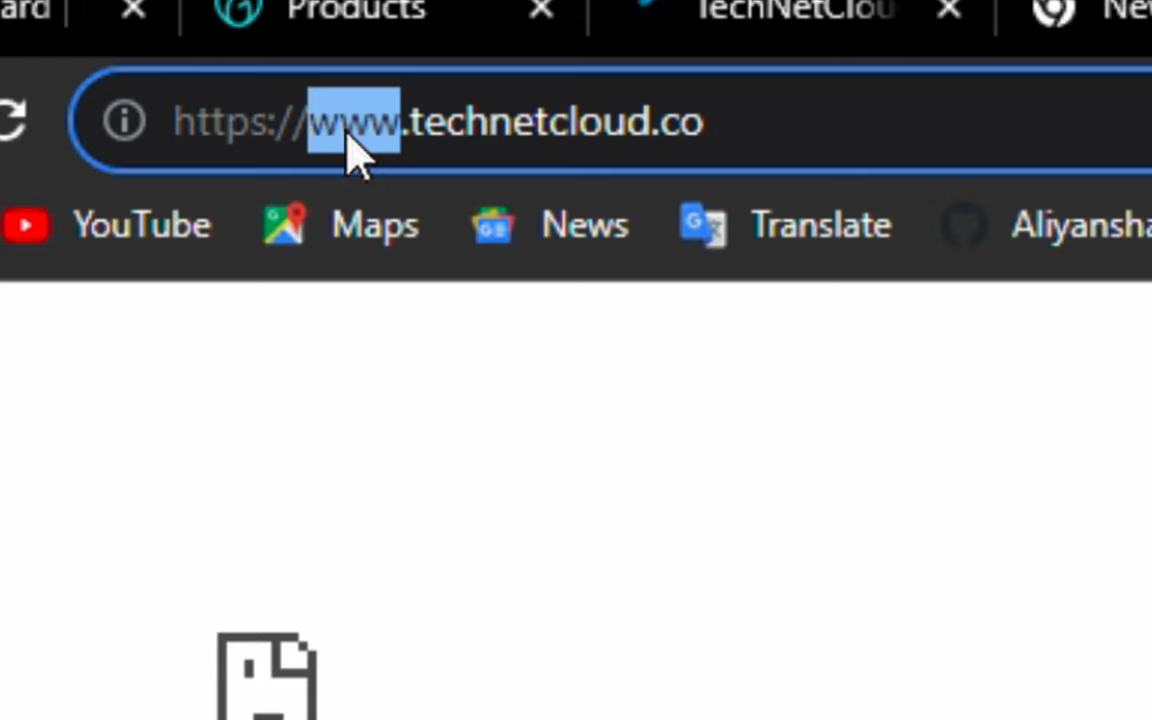 ard Products TechNetClou Ne
https://www.technetcloud.co
YouTube Maps News Translate Aliyansha